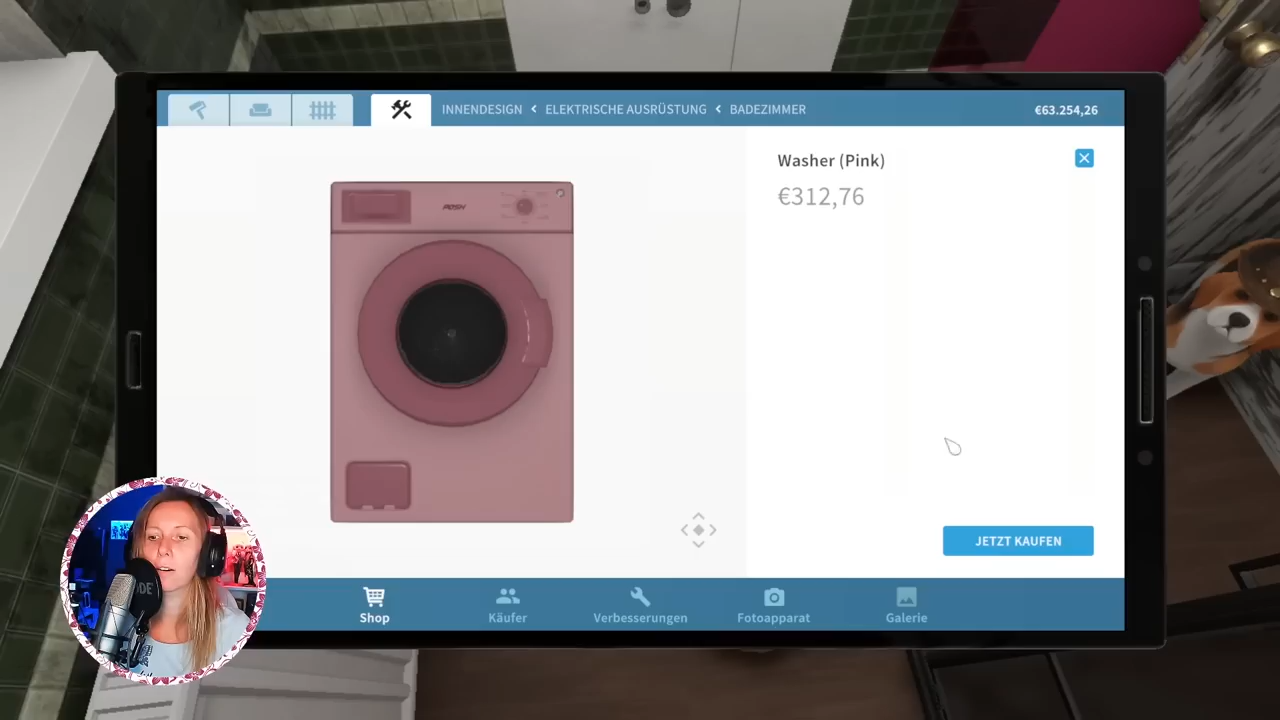 INNENDESIGN < ELEKTRISCHE AUSRÜSTUNG < BADEZIMMER
€63.254,26
Washer (Pink)
€312,76
JETZT KAUFEN
Shop
Käufer
Verbesserungen
Fotoapparat
Galerie